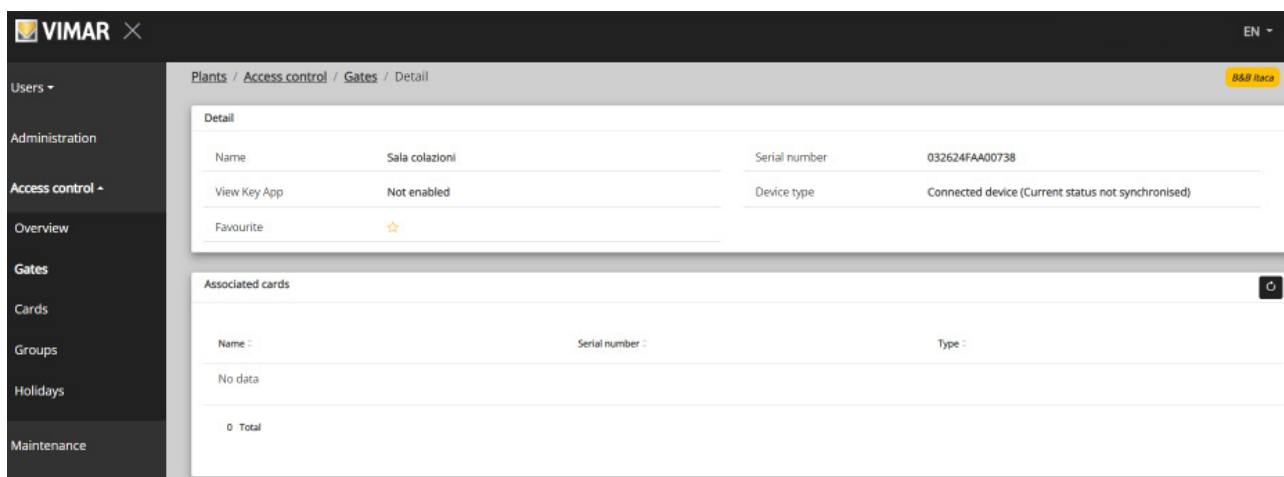 VIMAR
EN
Users
Plants / Access control / Gates / Detail
B&B Itaca
Administration
Access control
Overview
Gates
Cards
Groups
Holidays
Maintenance
Detail
Name Sala colazioni Serial number 032624FAA00738
View Key App Not enabled Device type Connected device (Current status not synchronised)
Favourite
Associated cards
Name Serial number Type
No data
0 Total